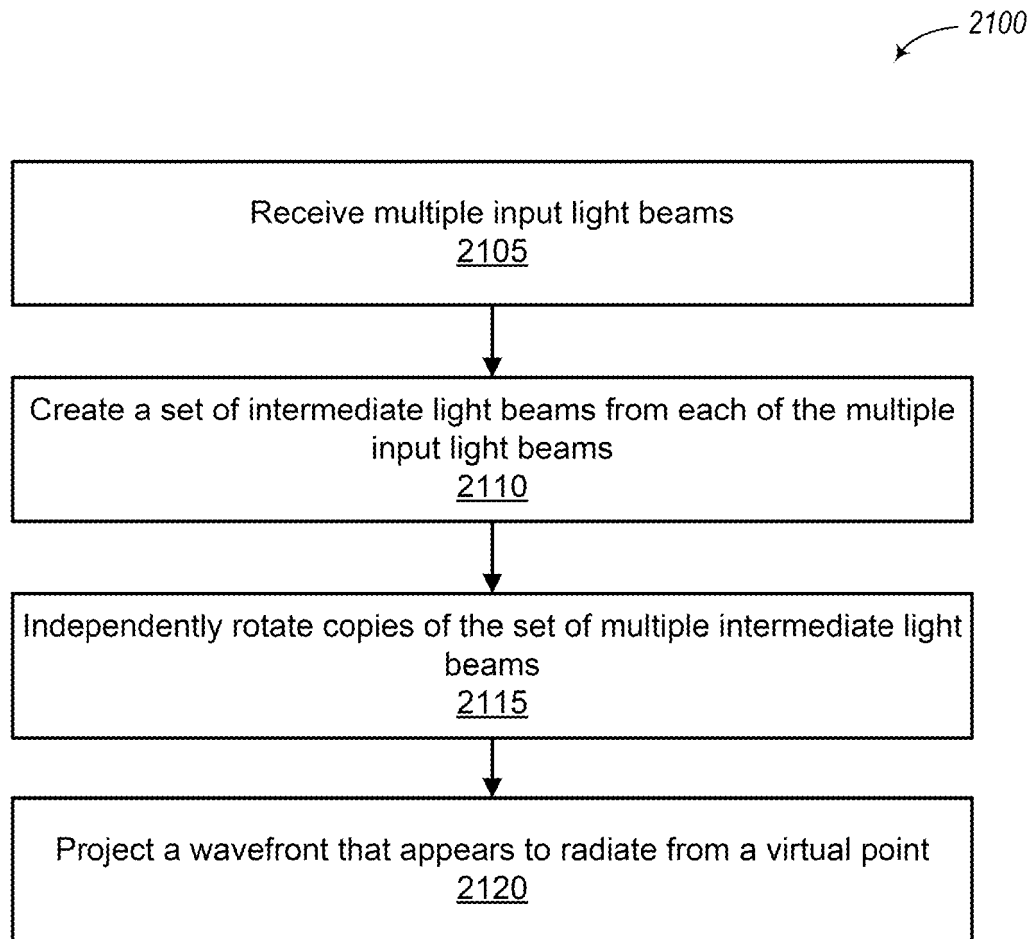 2100
Receive multiple input light beams
2105
Create a set of intermediate light beams from each of the multiple
input light beams
2110
Independently rotate copies of the set of multiple intermediate light
beams
2115
Project a wavefront that appears to radiate from a virtual point
2120